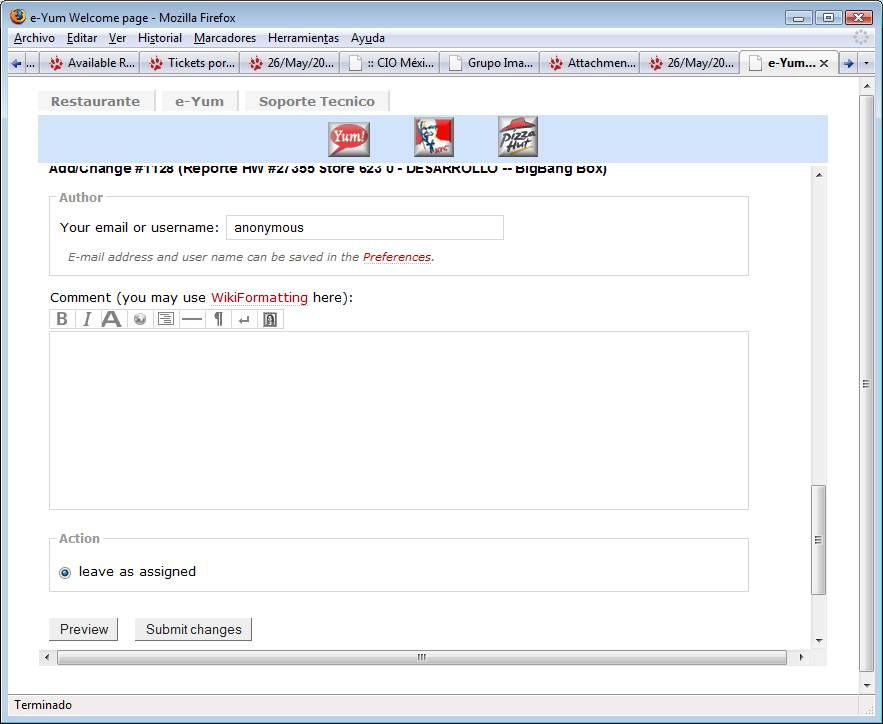 e-Yum Welcome page - Mozilla Firefox
Archivo Editar Ver Historial Marcadores Herramientas Ayuda
... Available R... Tickets por... 26/May/20... :: CIO Méxi... Grupo Ima... Attachmen... 26/May/20... e-Yum...
Restaurante e-Yum Soporte Tecnico
Yum! KFC Pizza Hut
Add/Change #1128 (Reporte HW #27355 Store 623 0 - DESARROLLO -- BigBang Box)
Author
Your email or username: anonymous
E-mail address and user name can be saved in the Preferences.
Comment (you may use WikiFormatting here):
B I A ¶
Action
leave as assigned
Preview Submit changes
Terminado